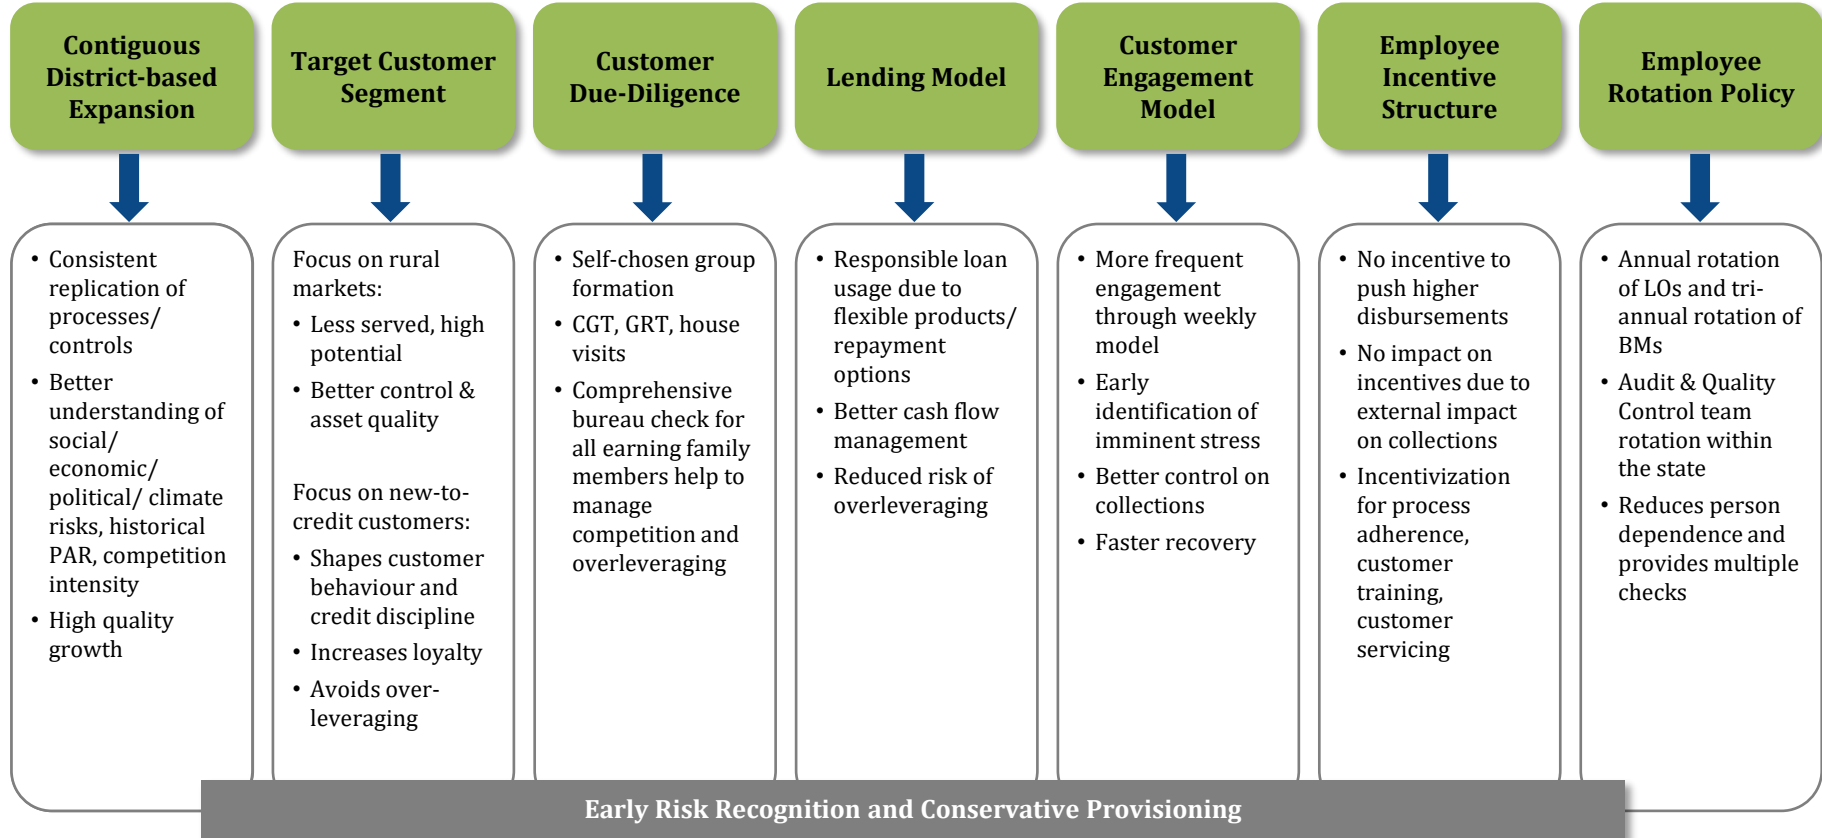 Contiguous
District-based
Expansion
Target Customer
Segment
Customer
Due-Diligence
Lending Model
Customer
Engagement
Model
Employee
Incentive
Structure
Employee
Rotation Policy
• Consistent
replication of
processes/
controls
• Better
understanding of
social/
economic/
political/ climate
risks, historical
PAR, competition
intensity
• High quality
growth
Focus on rural
markets:
• Less served, high
potential
• Better control &
asset quality
Focus on new-to-
credit customers:
• Shapes customer
behaviour and
credit discipline
• Increases loyalty
• Avoids over-
leveraging
• Self-chosen group
formation
• CGT, GRT, house
visits
• Comprehensive
bureau check for
all earning family
members help to
manage
competition and
overleveraging
• Responsible loan
usage due to
flexible products/
repayment
options
• Better cash flow
management
• Reduced risk of
overleveraging
• More frequent
engagement
through weekly
model
• Early
identification of
imminent stress
• Better control on
collections
• Faster recovery
• No incentive to
push higher
disbursements
• No impact on
incentives due to
external impact
on collections
• Incentivization
for process
adherence,
customer
training,
customer
servicing
• Annual rotation
of LOs and tri-
annual rotation of
BMs
• Audit & Quality
Control team
rotation within
the state
• Reduces person
dependence and
provides multiple
checks
Early Risk Recognition and Conservative Provisioning